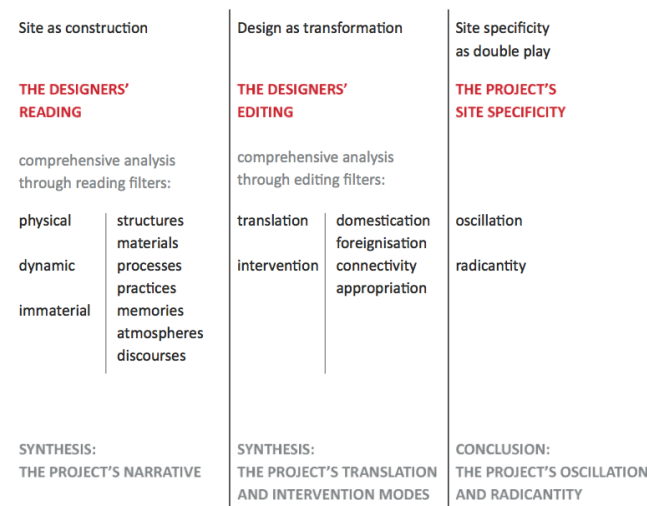 Site as construction
THE DESIGNERS'
READING
comprehensive analysis
through reading filters:
physical
structures
materials
dynamic
processes
practices
immaterial
memories
atmospheres
discourses
SYNTHESIS:
THE PROJECT'S NARRATIVE
Design as transformation
THE DESIGNERS'
EDITING
comprehensive analysis
through editing filters:
translation
domestication
foreignisation
intervention
connectivity
appropriation
SYNTHESIS:
THE PROJECT'S TRANSLATION
AND INTERVENTION MODES
Site specificity
as double play
THE PROJECT'S
SITE SPECIFICITY
oscillation
radicantity
CONCLUSION:
THE PROJECT'S OSCILLATION
AND RADICANTITY